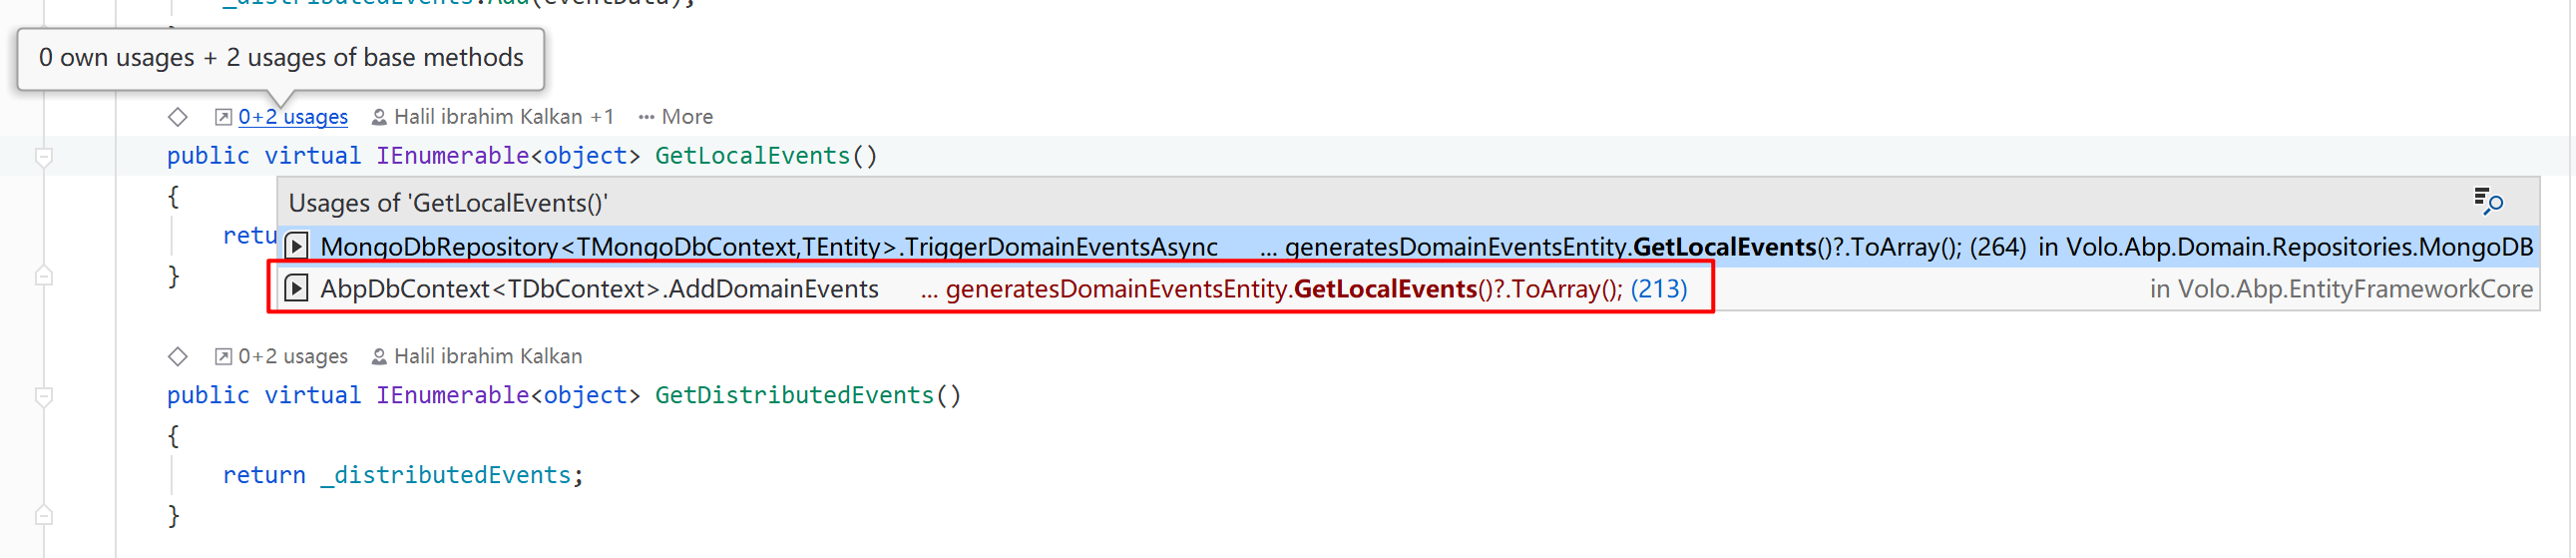 _distributedEvents.Add(eventData);
0 own usages + 2 usages of base methods
0+2 usages Halil ibrahim Kalkan +1 ··· More
public virtual IEnumerable<object> GetLocalEvents()
{
Usages of 'GetLocalEvents()'
retu
MongoDbRepository<TMongoDbContext,TEntity>.TriggerDomainEventsAsync ... generatesDomainEventsEntity.GetLocalEvents()?.ToArray(); (264) in Volo.Abp.Domain.Repositories.MongoDB
}
AbpDbContext<TDbContext>.AddDomainEvents ... generatesDomainEventsEntity.GetLocalEvents()?.ToArray(); (213) in Volo.Abp.EntityFrameworkCore
0+2 usages Halil ibrahim Kalkan
public virtual IEnumerable<object> GetDistributedEvents()
{
return _distributedEvents;
}